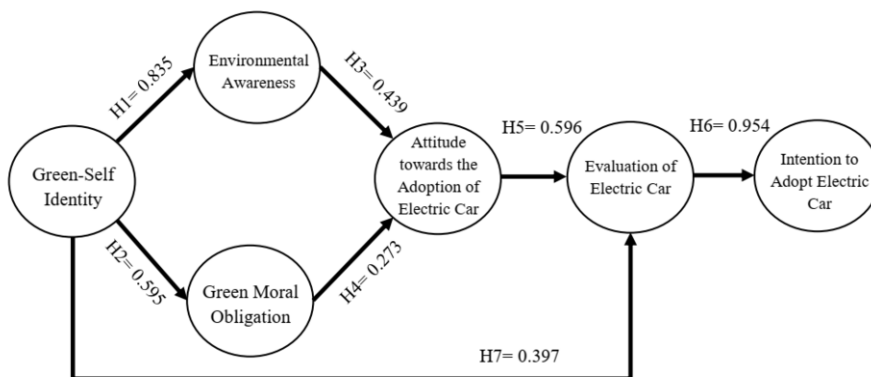 Environmental
Awareness
H1= 0.835
H3= 0.439
Green-Self
Identity
Attitude
towards the
Adoption of
Electric Car
H5= 0.596
Evaluation of
Electric Car
H6= 0.954
Intention to
Adopt Electric
Car
H2= 0.595
Green Moral
Obligation
H4= 0.273
H7= 0.397